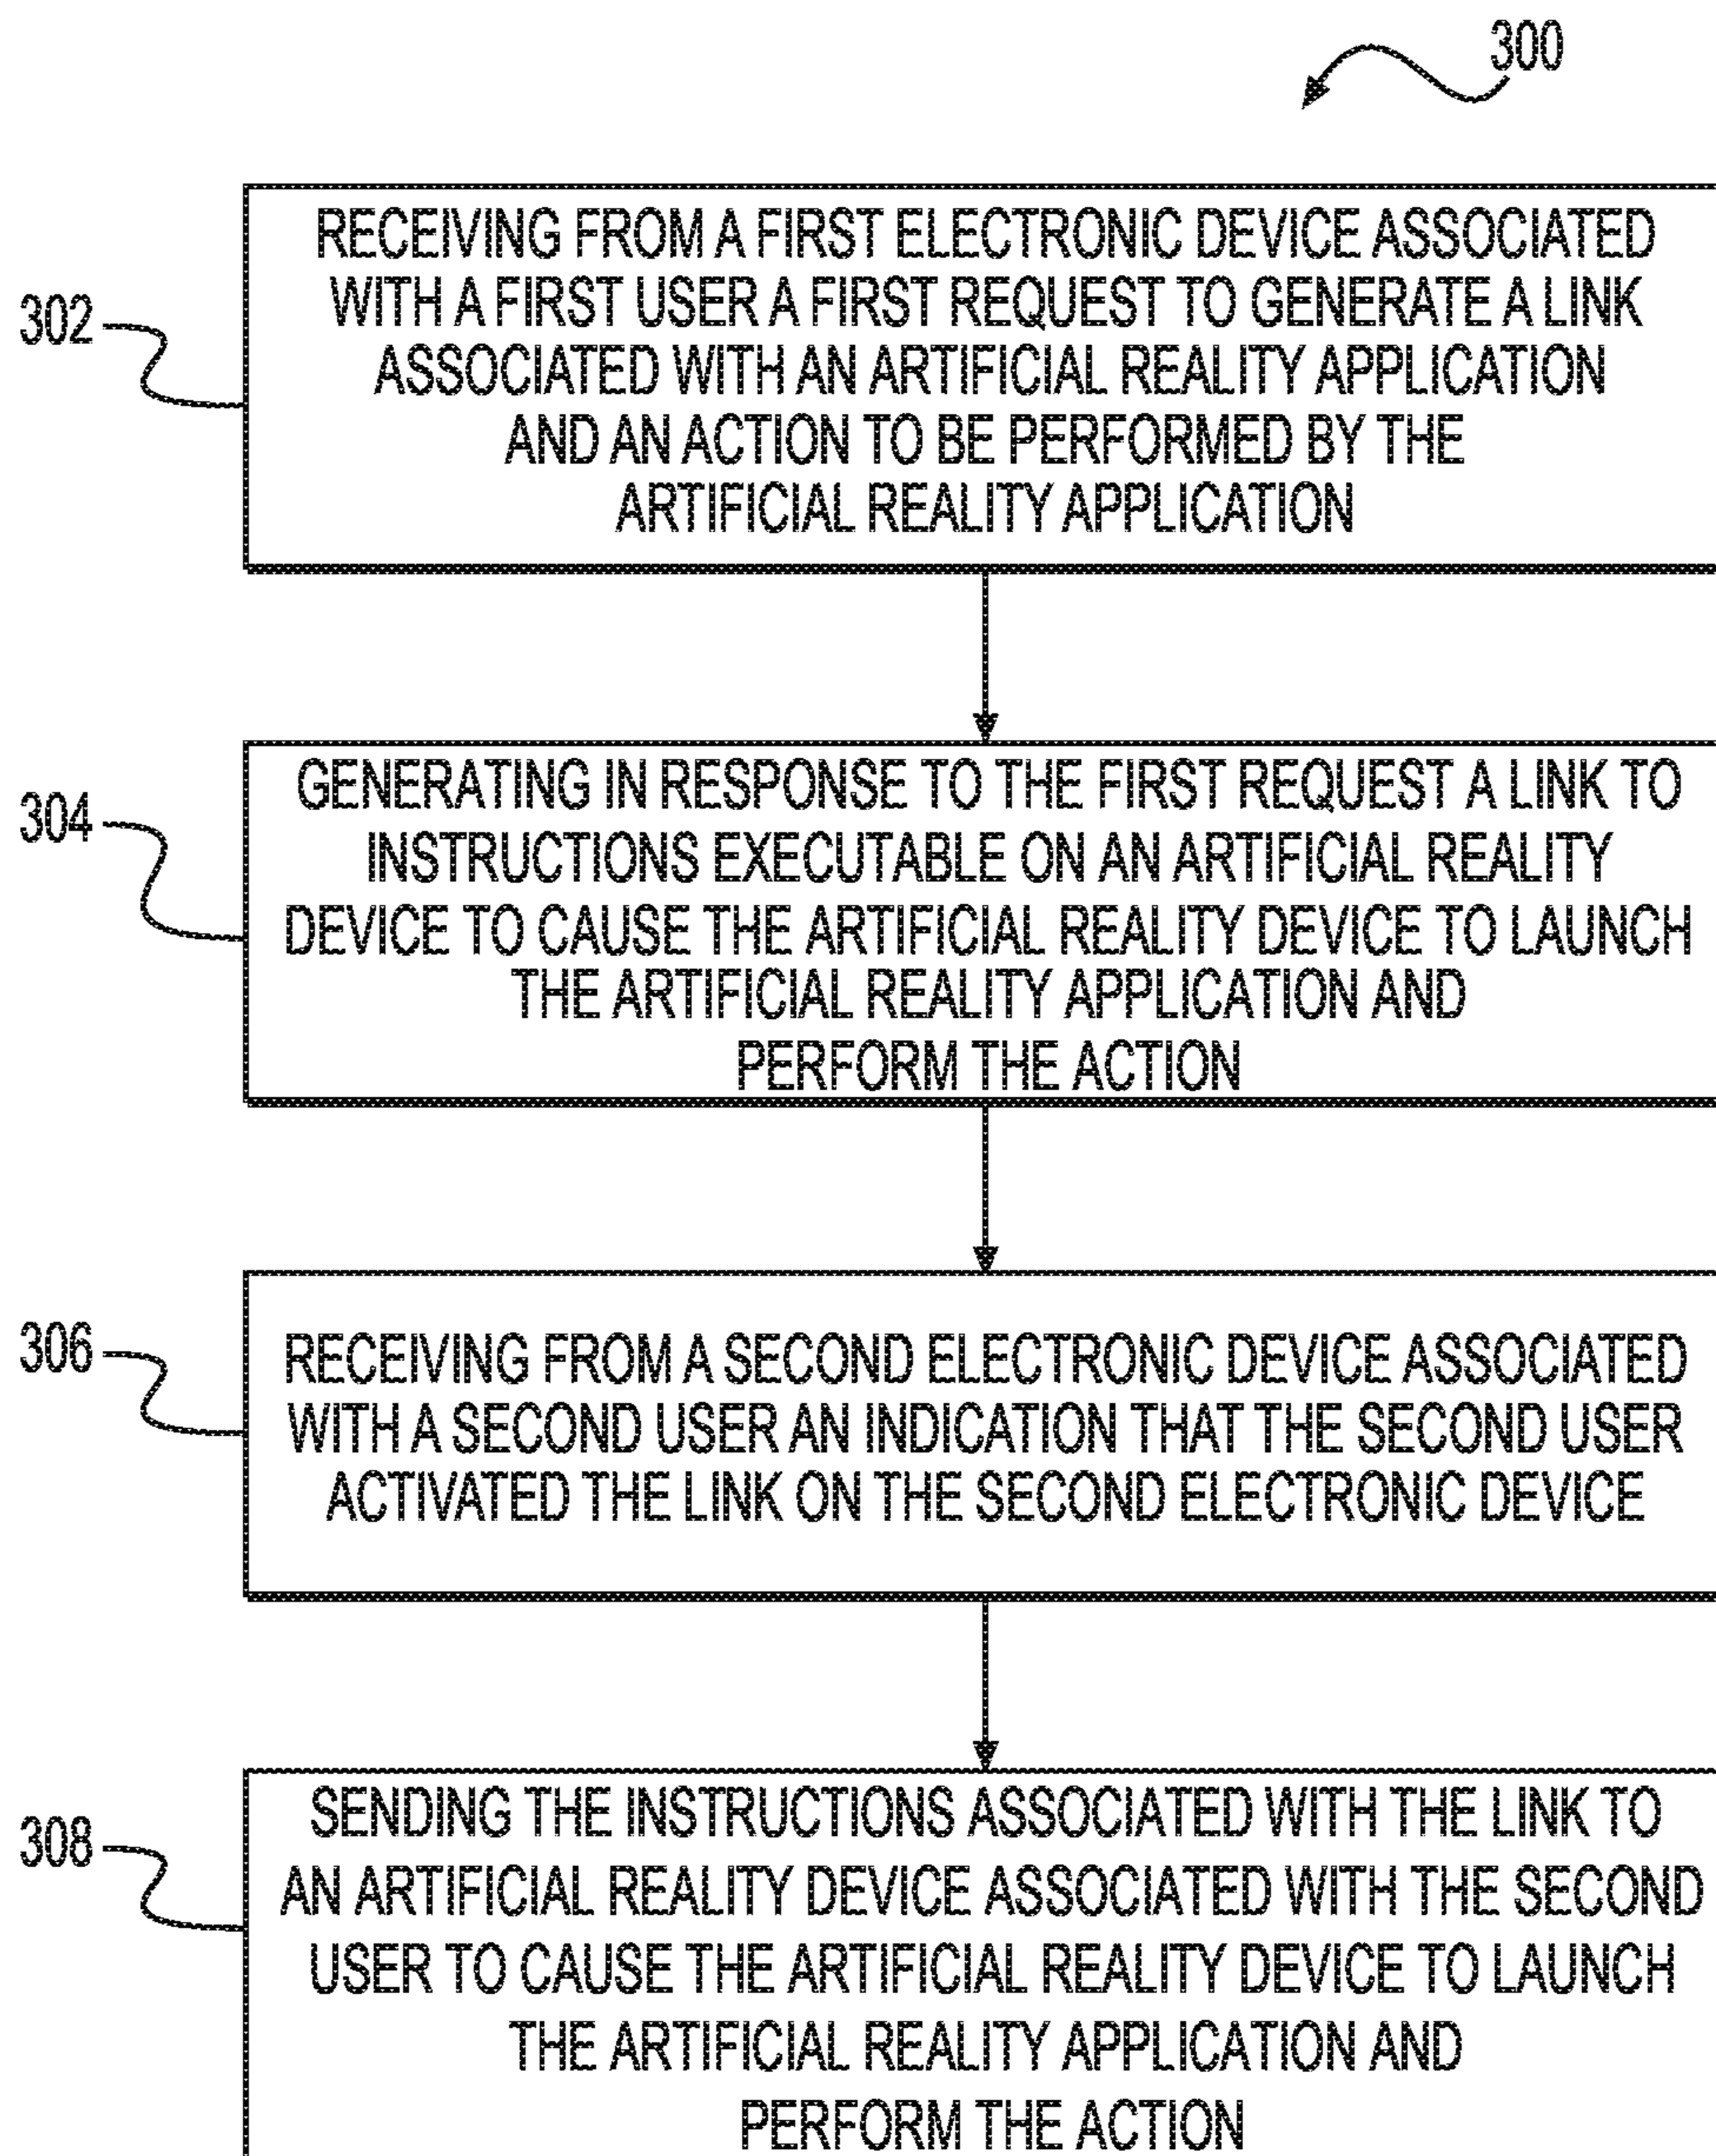 300
302
RECEIVING FROM A FIRST ELECTRONIC DEVICE ASSOCIATED
WITH A FIRST USER A FIRST REQUEST TO GENERATE A LINK
ASSOCIATED WITH AN ARTIFICIAL REALITY APPLICATION
AND AN ACTION TO BE PERFORMED BY THE
ARTIFICIAL REALITY APPLICATION
304
GENERATING IN RESPONSE TO THE FIRST REQUEST A LINK TO
INSTRUCTIONS EXECUTABLE ON AN ARTIFICIAL REALITY
DEVICE TO CAUSE THE ARTIFICIAL REALITY DEVICE TO LAUNCH
THE ARTIFICIAL REALITY APPLICATION AND
PERFORM THE ACTION
306
RECEIVING FROM A SECOND ELECTRONIC DEVICE ASSOCIATED
WITH A SECOND USER AN INDICATION THAT THE SECOND USER
ACTIVATED THE LINK ON THE SECOND ELECTRONIC DEVICE
308
SENDING THE INSTRUCTIONS ASSOCIATED WITH THE LINK TO
AN ARTIFICIAL REALITY DEVICE ASSOCIATED WITH THE SECOND
USER TO CAUSE THE ARTIFICIAL REALITY DEVICE TO LAUNCH
THE ARTIFICIAL REALITY APPLICATION AND
PERFORM THE ACTION